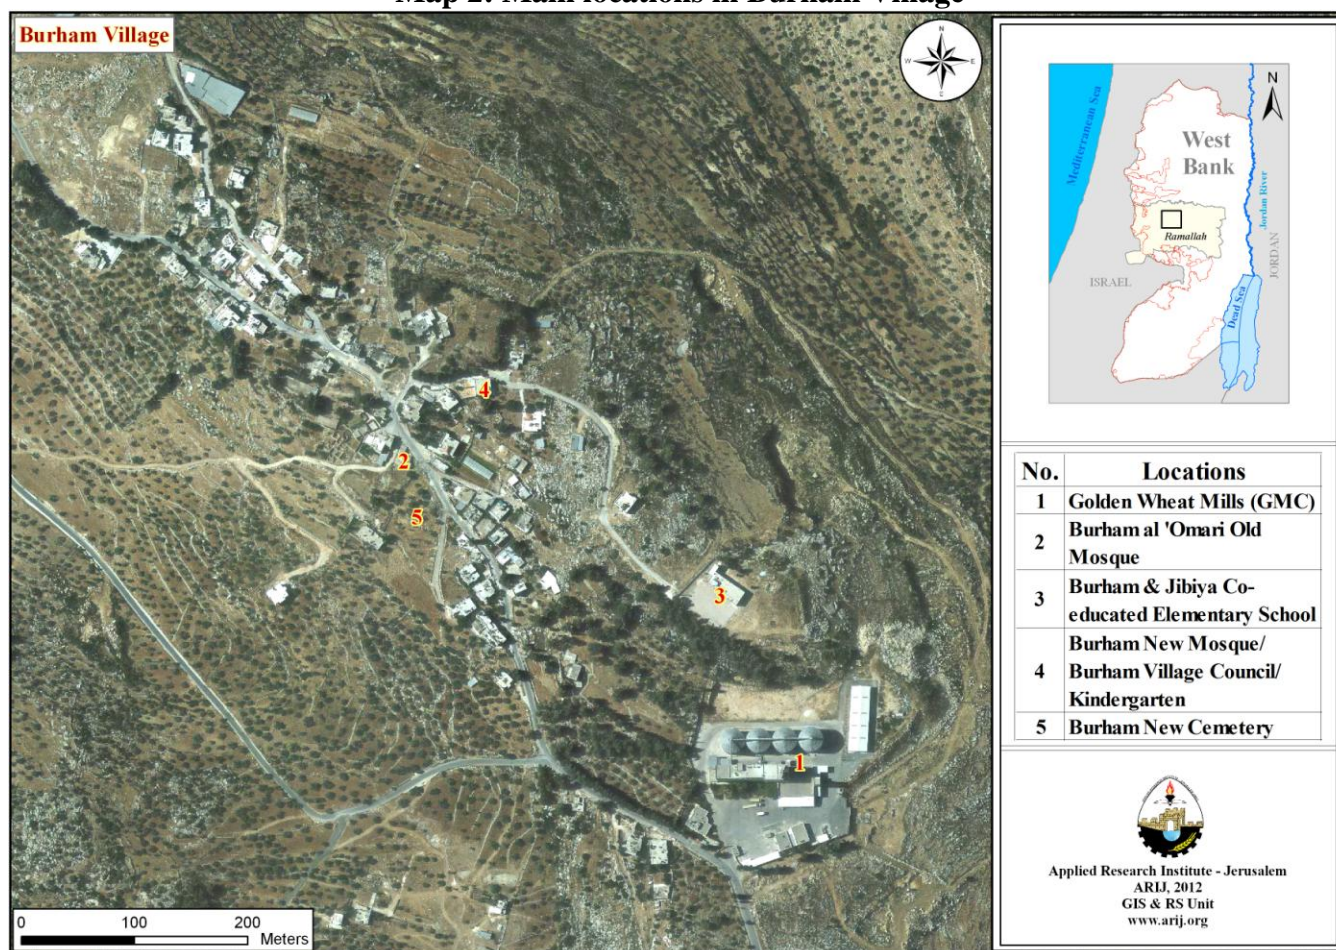 Map 2: Main locations in Burham Village
Burham Village
N
W E
S
4
2
5
3
1
0 100 200
Meters
N
Mediterranean Sea
West
Bank
Jordan River
Ramallah
JORDAN
ISRAEL
Dead Sea
No. Locations
1 Golden Wheat Mills (GMC)
2 Burham al 'Omari Old
Mosque
3 Burham & Jibiya Co-
educated Elementary School
4 Burham New Mosque/
Burham Village Council/
Kindergarten
5 Burham New Cemetery
Applied Research Institute - Jerusalem
ARIJ, 2012
GIS & RS Unit
www.arij.org